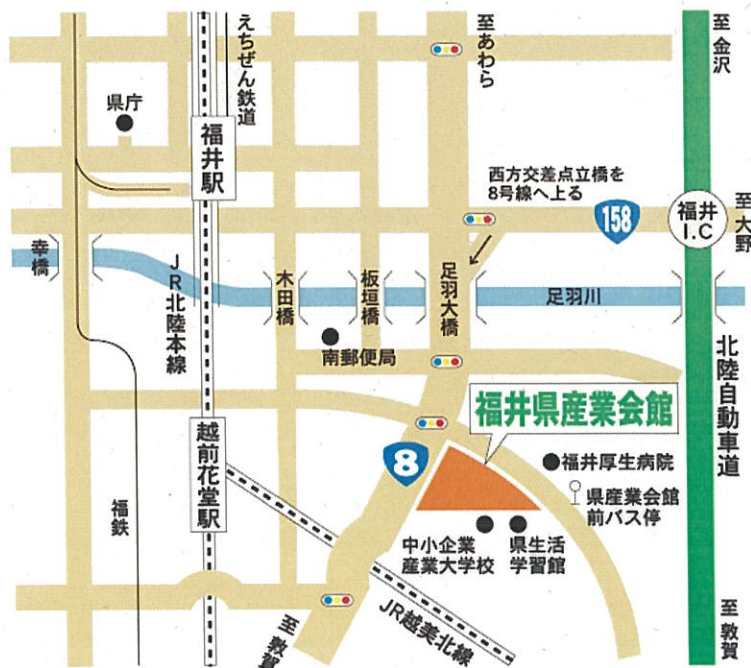 えちぜん鉄道
至あわら
至金沢
県庁
福井駅
西方交差点立橋を
8号線へ上る
158
福井
I.C
至大野
幸橋
JR北陸本線
木田橋
板垣橋
足羽大橋
足羽川
南郵便局
北陸自動車道
福井県産業会館
越前花堂駅
8
福井厚生病院
県産業会館
前バス停
福鉄
中小企業
産業大学校
県生活
学習館
JR越美北線
至敦賀
至敦賀